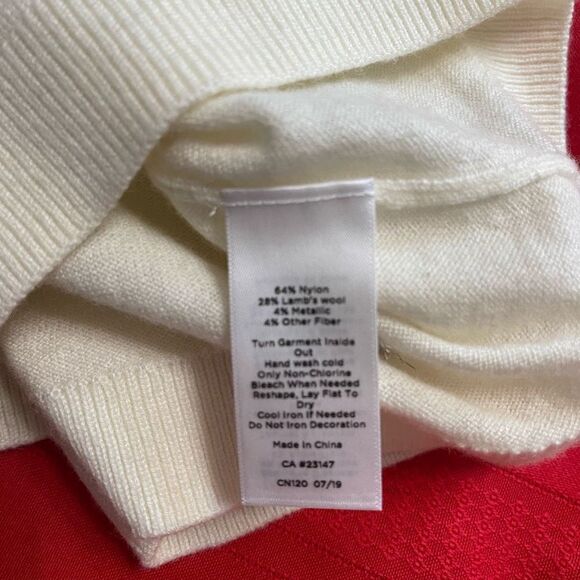 64% Nylon
28% Lamb's wool
4% Metallic
4% Other Fiber
Turn Garment Inside
Out
Hand wash cold
Only Non-Chlorine
Bleach When Needed
Reshape, Lay Flat To
Dry
Cool Iron If Needed
Do Not Iron Decoration
Made in China
CA #23147
CN120 07/19